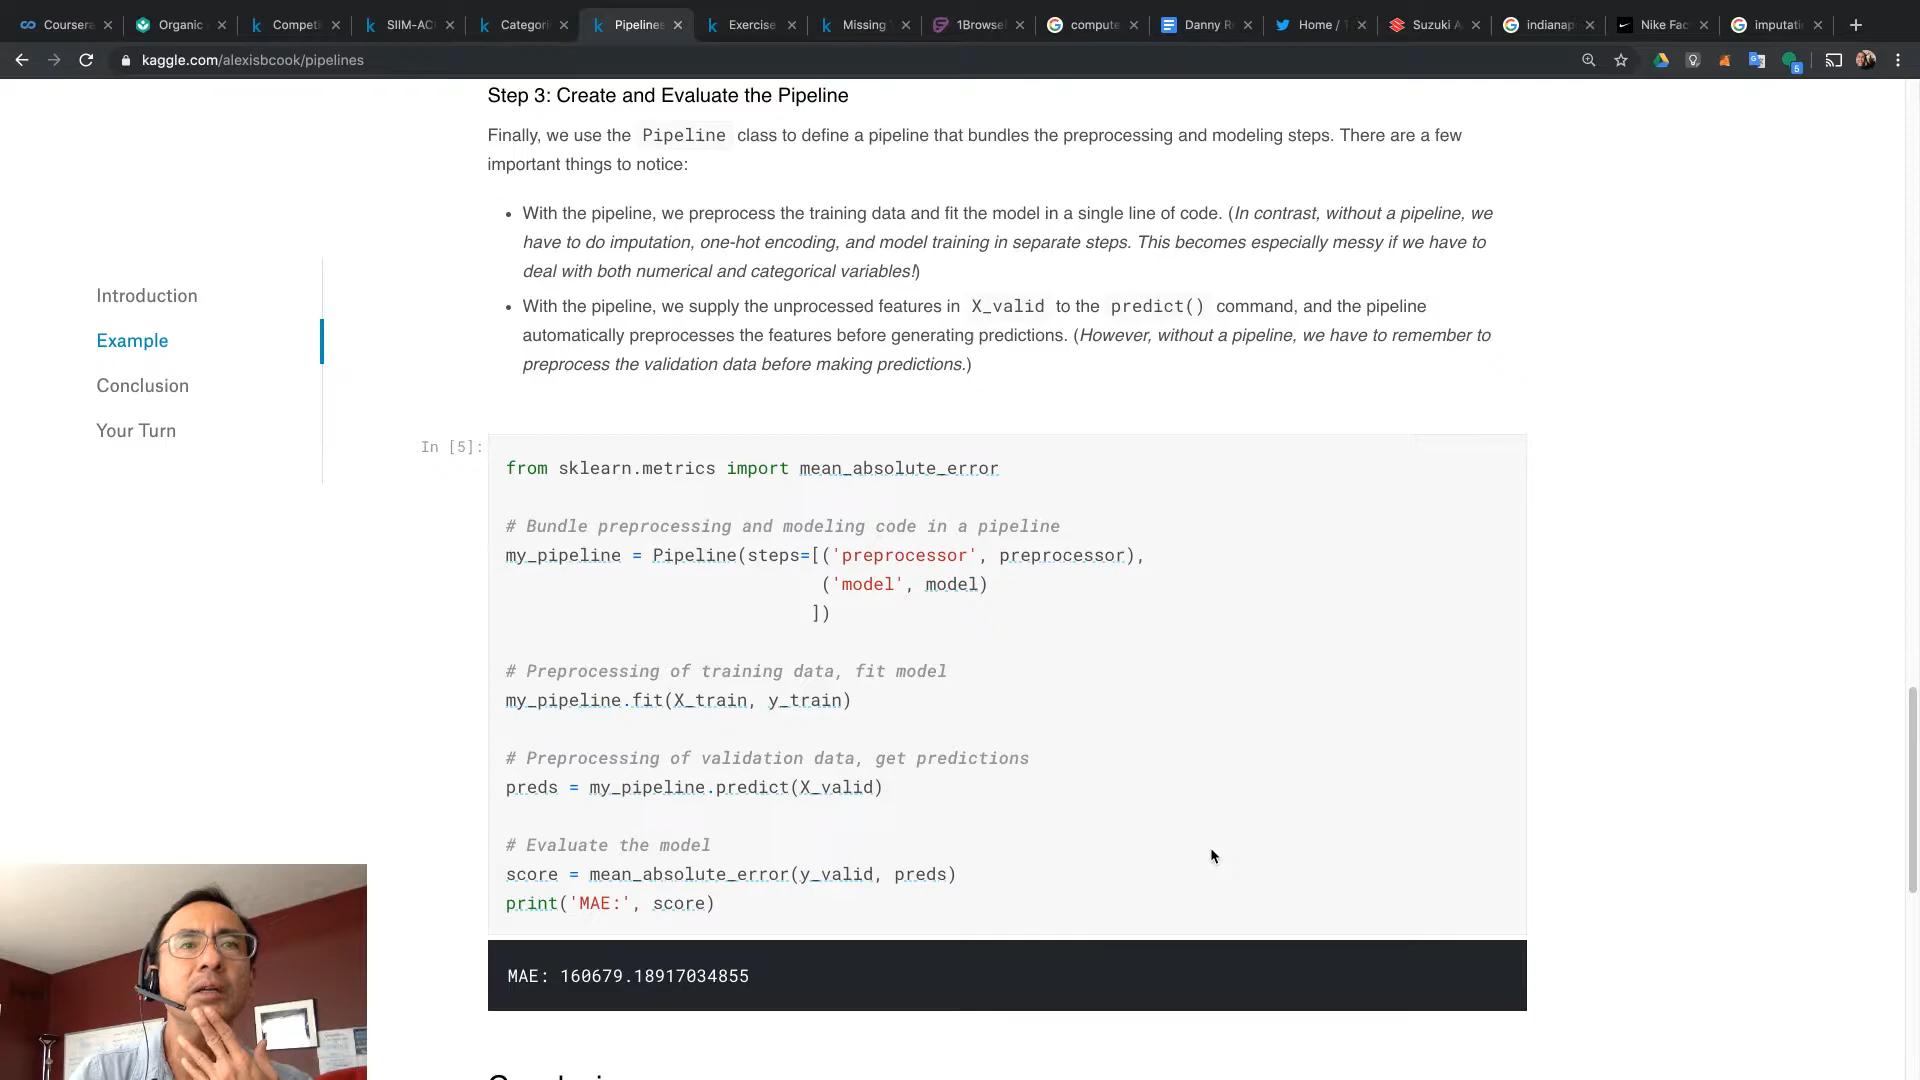 Coursera
Organic
Competi
SIIM-AC
Categori
Pipelines
Exercise
Missing
1Browse
compute
Danny R
Home / T
Suzuki A
indianap
Nike Fac
imputati
kaggle.com/alexisbcook/pipelines
5
Step 3: Create and Evaluate the Pipeline
Finally, we use the Pipeline class to define a pipeline that bundles the preprocessing and modeling steps. There are a few
important things to notice:
• With the pipeline, we preprocess the training data and fit the model in a single line of code. (In contrast, without a pipeline, we
have to do imputation, one-hot encoding, and model training in separate steps. This becomes especially messy if we have to
deal with both numerical and categorical variables!)
• With the pipeline, we supply the unprocessed features in X_valid to the predict() command, and the pipeline
automatically preprocesses the features before generating predictions. (However, without a pipeline, we have to remember to
preprocess the validation data before making predictions.)
Introduction
Example
Conclusion
Your Turn
In [5]:
from sklearn.metrics import mean_absolute_error
# Bundle preprocessing and modeling code in a pipeline
my_pipeline = Pipeline(steps=[('preprocessor', preprocessor),
('model', model)
])
# Preprocessing of training data, fit model
my_pipeline.fit(X_train, y_train)
# Preprocessing of validation data, get predictions
preds = my_pipeline.predict(X_valid)
# Evaluate the model
score = mean_absolute_error(y_valid, preds)
print('MAE:', score)
MAE: 160679.18917034855